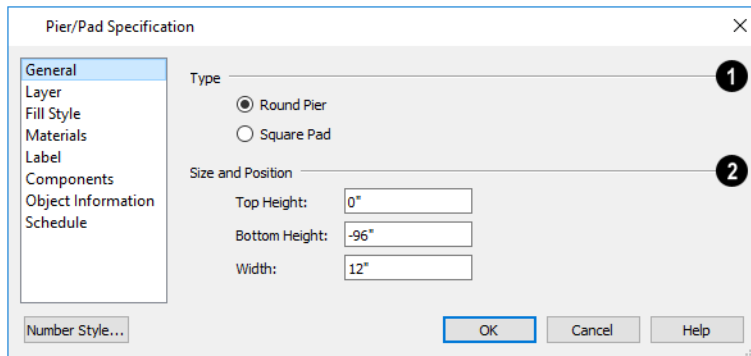 Pier/Pad Specification
General
Layer
Fill Style
Materials
Label
Components
Object Information
Schedule
Type
1
Round Pier
Square Pad
Size and Position
2
Top Height: 0"
Bottom Height: -96"
Width: 12"
Number Style...
OK
Cancel
Help